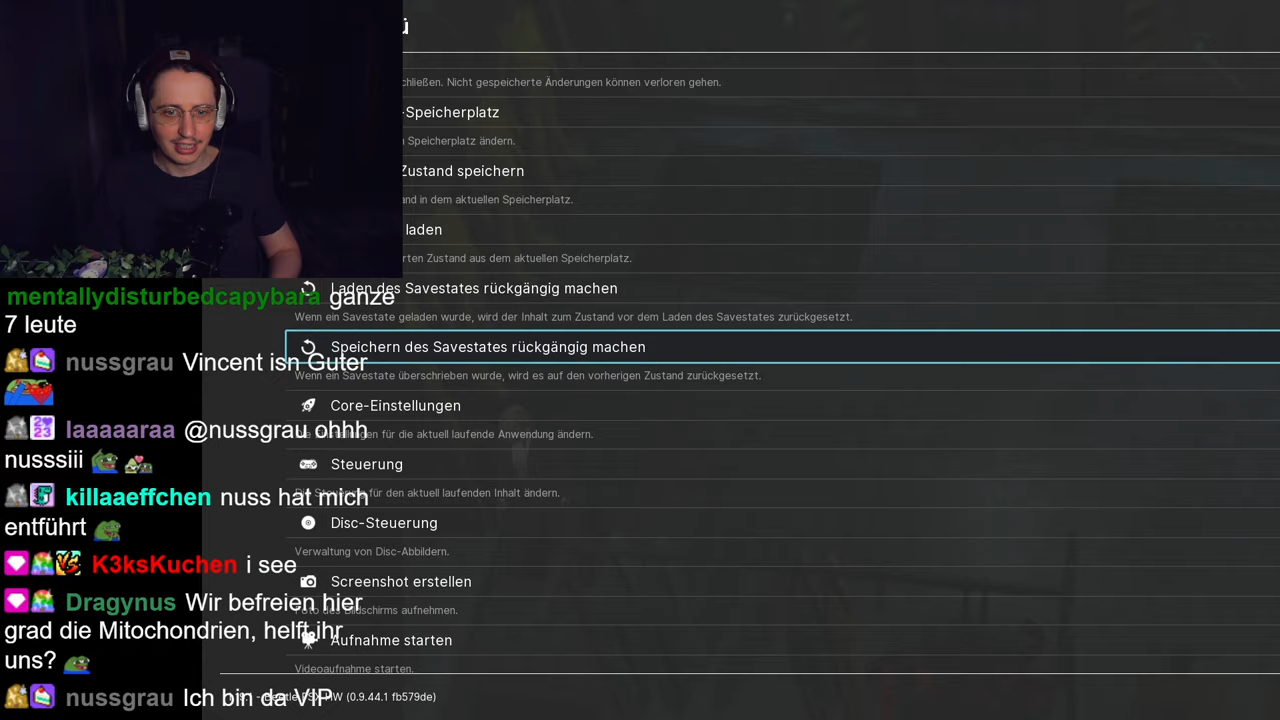 ü
chließen. Nicht gespeicherte Änderungen können verloren gehen.
-Speicherplatz
Speicherplatz ändern.
Zustand speichern
and in dem aktuellen Speicherplatz.
laden
rten Zustand aus dem aktuellen Speicherplatz.
Laden des Savestates rückgängig machen
Wenn ein Savestate geladen wurde, wird der Inhalt zum Zustand vor dem Laden des Savestates zurückgesetzt.
Speichern des Savestates rückgängig machen
Wenn ein Savestate überschrieben wurde, wird es auf den vorherigen Zustand zurückgesetzt.
Core-Einstellungen
für die aktuell laufende Anwendung ändern.
Steuerung
für den aktuell laufenden Inhalt ändern.
Disc-Steuerung
Verwaltung von Disc-Abbildern.
Screenshot erstellen
Foto des Bildschirms aufnehmen.
Aufnahme starten
Videoaufnahme starten.
HW (0.9.44.1 fb579de)
mentallydisturbedcapybara ganze
7 leute
nussgrau Vincent isn Guter
laaaaaraa @nussgrau ohhh
nusssiii
killaaeffchen nuss hat mich
entführt
K3ksKuchen i see
Dragynus Wir befreien hier
grad die Mitochondrien, helft ihr
uns?
nussgrau Ich bin da VIP